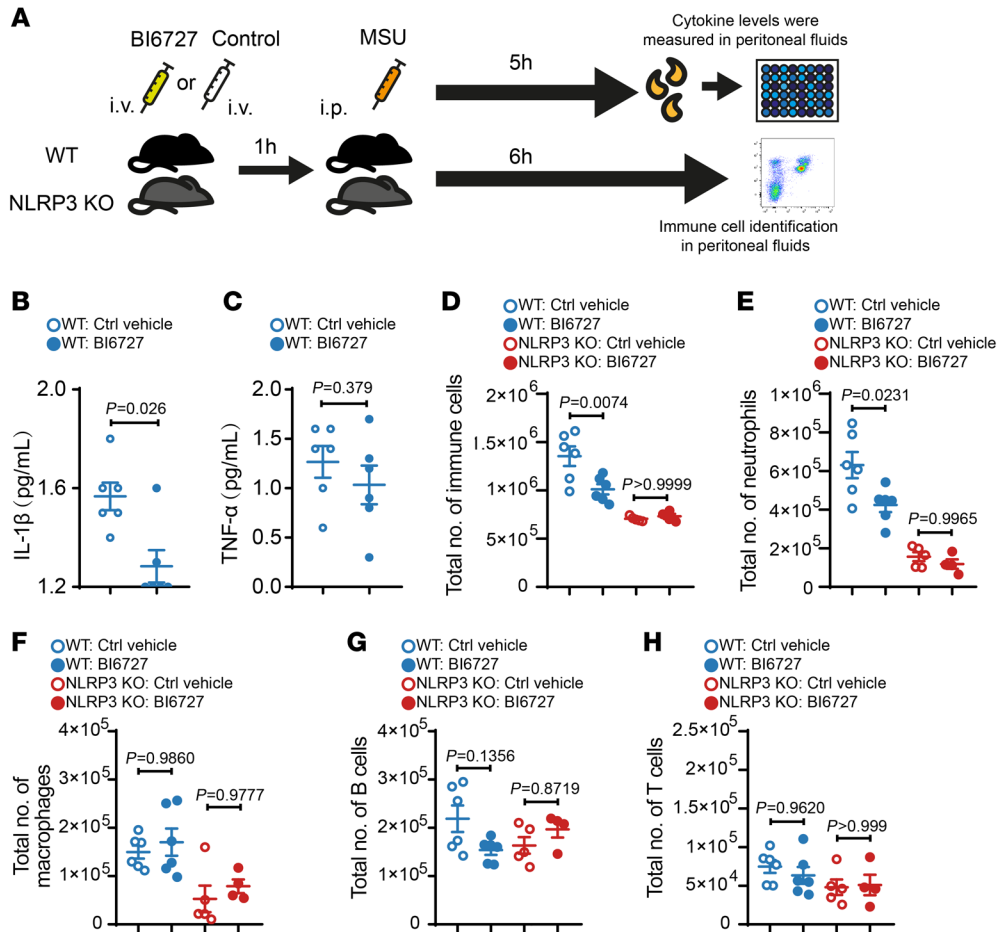 A
BI6727 Control
or
i.v.
i.v.
MSU
i.p.
WT
NLRP3 KO
1h
5h
6h
Cytokine levels were
measured in peritoneal fluids
Immune cell identification
in peritoneal fluids
B
WT: Ctrl vehicle
WT: BI6727
IL-1β (pg/mL)
2.0
1.6
1.2
P=0.026
C
WT: Ctrl vehicle
WT: BI6727
TNF-α (pg/mL)
2.0
1.5
1.0
0.5
0.0
P=0.379
D
WT: Ctrl vehicle
WT: BI6727
NLRP3 KO: Ctrl vehicle
NLRP3 KO: BI6727
Total no. of immune cells
2×10⁶
1.5×10⁶
10⁶
5×10⁵
0
P=0.0074
P>0.9999
E
WT: Ctrl vehicle
WT: BI6727
NLRP3 KO: Ctrl vehicle
NLRP3 KO: BI6727
Total no. of neutrophils
1×10⁶
8×10⁵
6×10⁵
4×10⁵
2×10⁵
0
P=0.0231
P=0.9965
F
WT: Ctrl vehicle
WT: BI6727
NLRP3 KO: Ctrl vehicle
NLRP3 KO: BI6727
Total no. of
macrophages
4×10⁵
3×10⁵
2×10⁵
1×10⁵
0
P=0.9860
P=0.9777
G
WT: Ctrl vehicle
WT: BI6727
NLRP3 KO: Ctrl vehicle
NLRP3 KO: BI6727
Total no. of B cells
4×10⁵
3×10⁵
2×10⁵
1×10⁵
0
P=0.1356
P=0.8719
H
WT: Ctrl vehicle
WT: BI6727
NLRP3 KO: Ctrl vehicle
NLRP3 KO: BI6727
Total no. of T cells
2.5×10⁵
2×10⁵
1.5×10⁵
1×10⁵
5×10⁴
0
P=0.9620
P>0.999